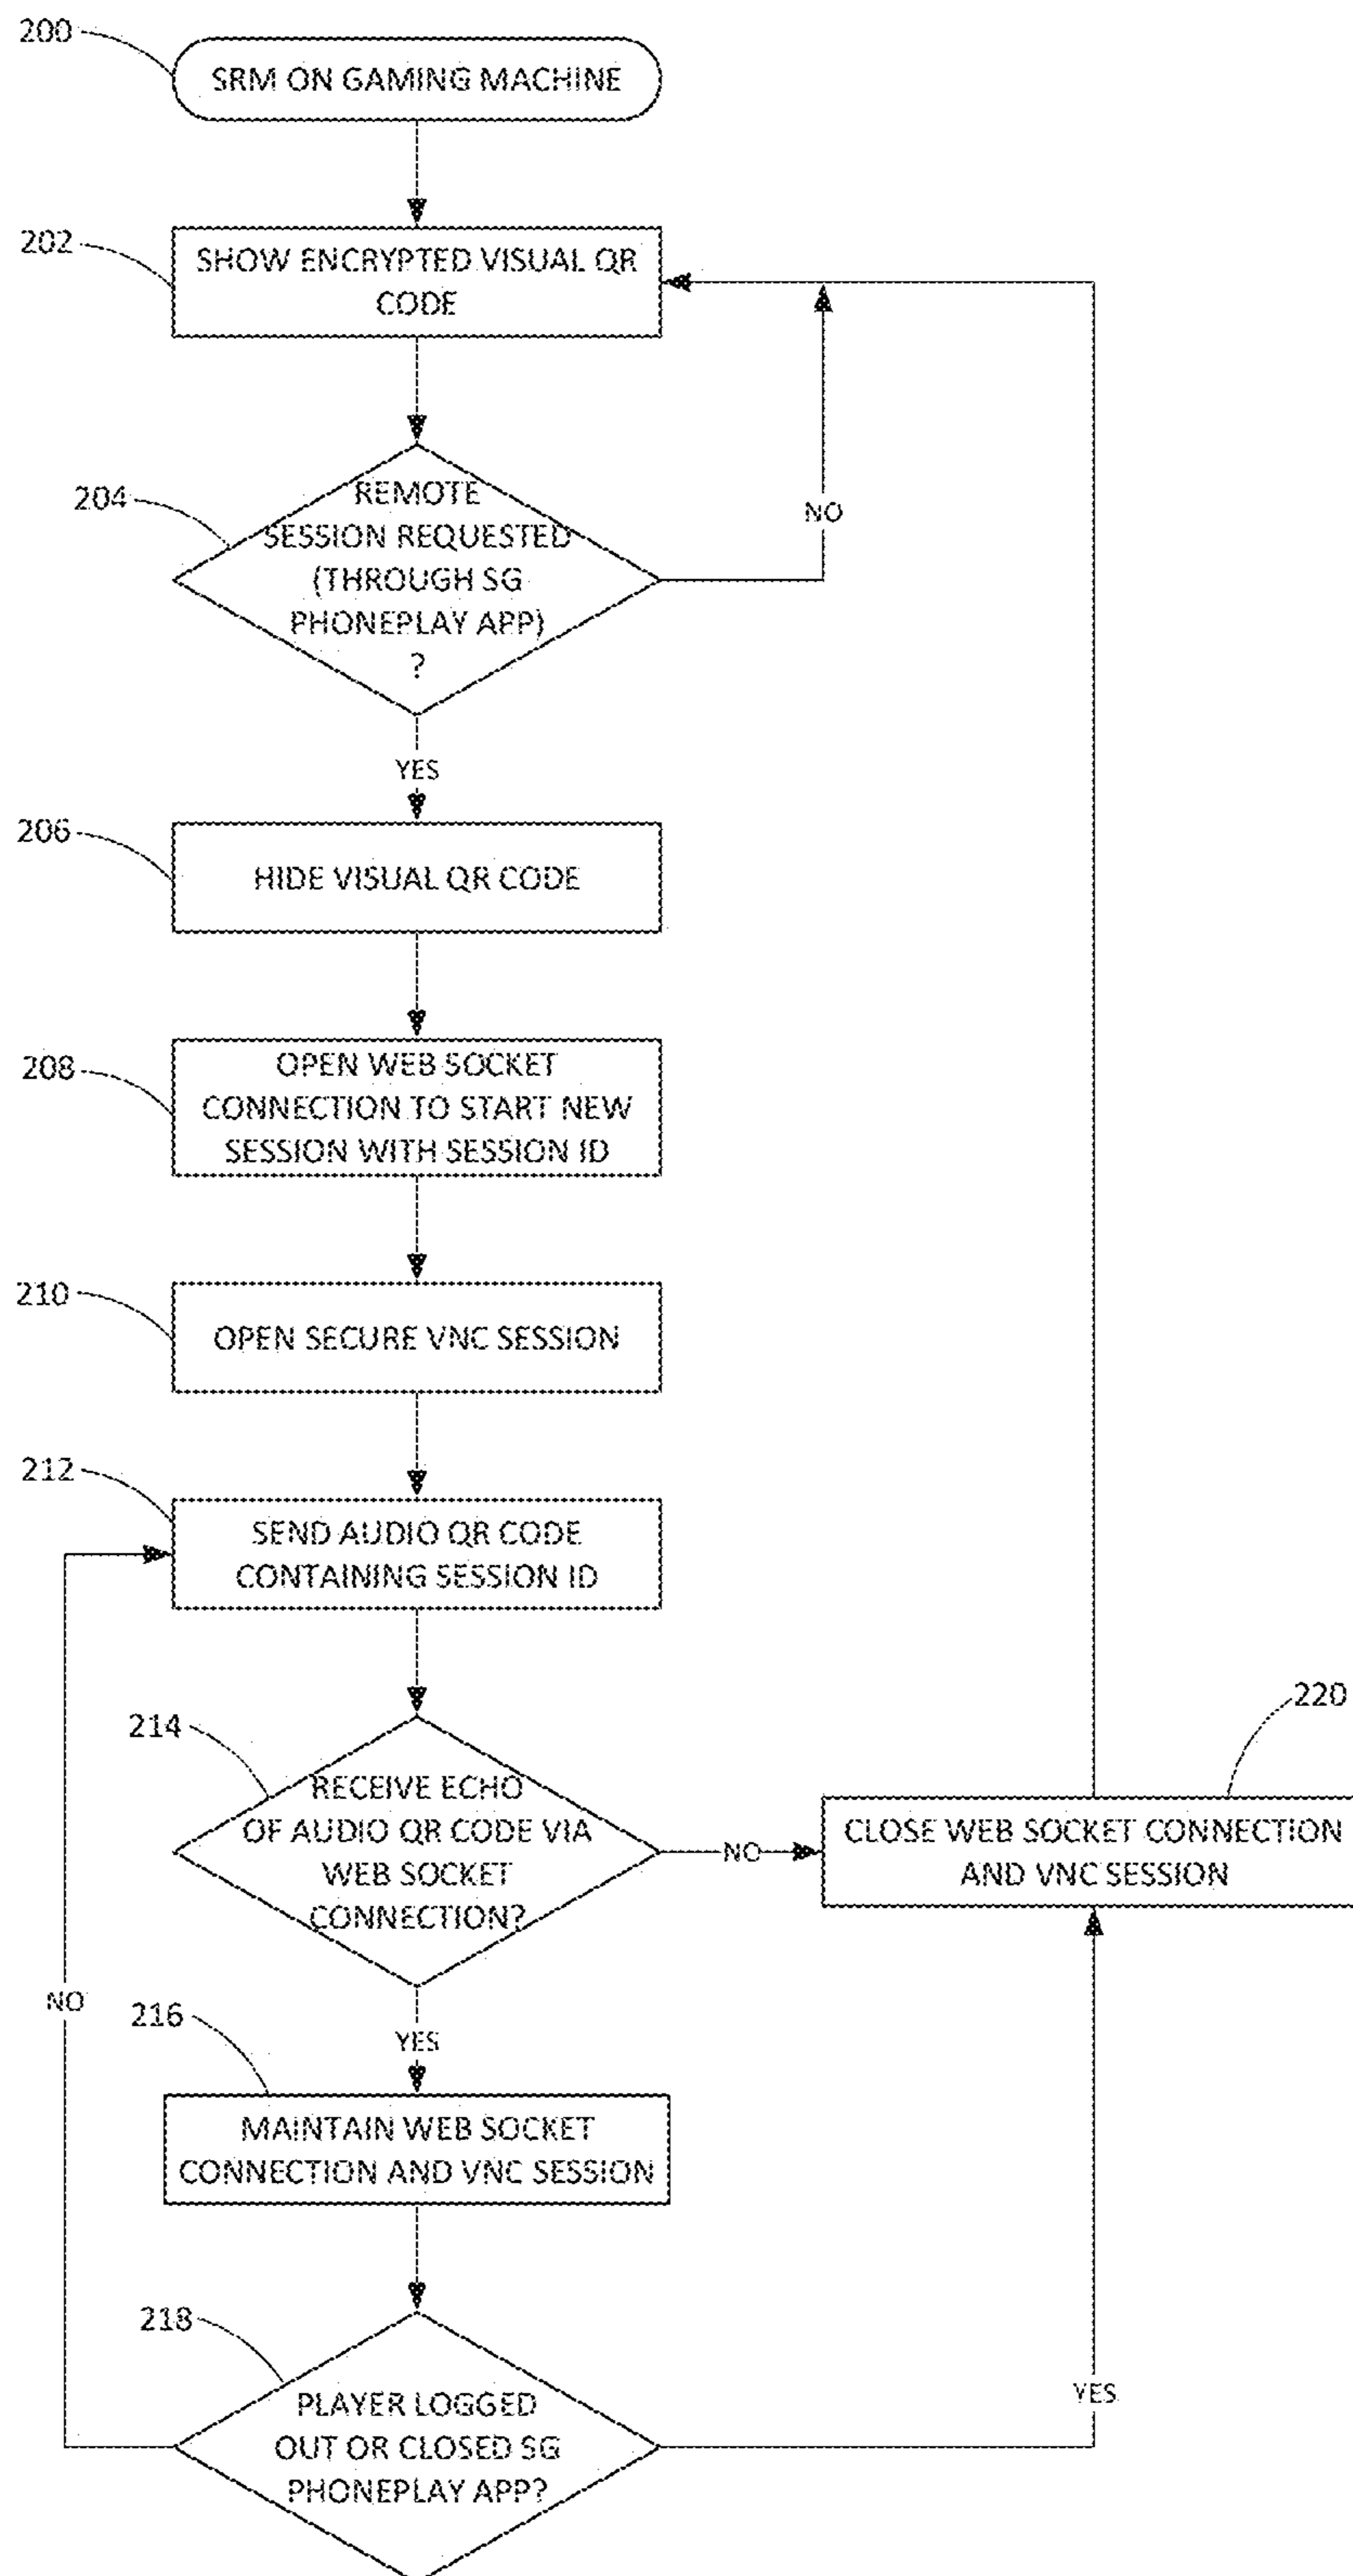 200
SRM ON GAMING MACHINE
202
SHOW ENCRYPTED VISUAL QR
CODE
204
REMOTE
SESSION REQUESTED
(THROUGH SG
PHONEPLAY APP)
?
NO
YES
206
HIDE VISUAL QR CODE
208
OPEN WEB SOCKET
CONNECTION TO START NEW
SESSION WITH SESSION ID
210
OPEN SECURE VNC SESSION
212
SEND AUDIO QR CODE
CONTAINING SESSION ID
214
RECEIVE ECHO
OF AUDIO QR CODE VIA
WEB SOCKET
CONNECTION?
NO
220
CLOSE WEB SOCKET CONNECTION
AND VNC SESSION
NO
YES
216
MAINTAIN WEB SOCKET
CONNECTION AND VNC SESSION
218
PLAYER LOGGED
OUT OR CLOSED SG
PHONEPLAY APP?
YES